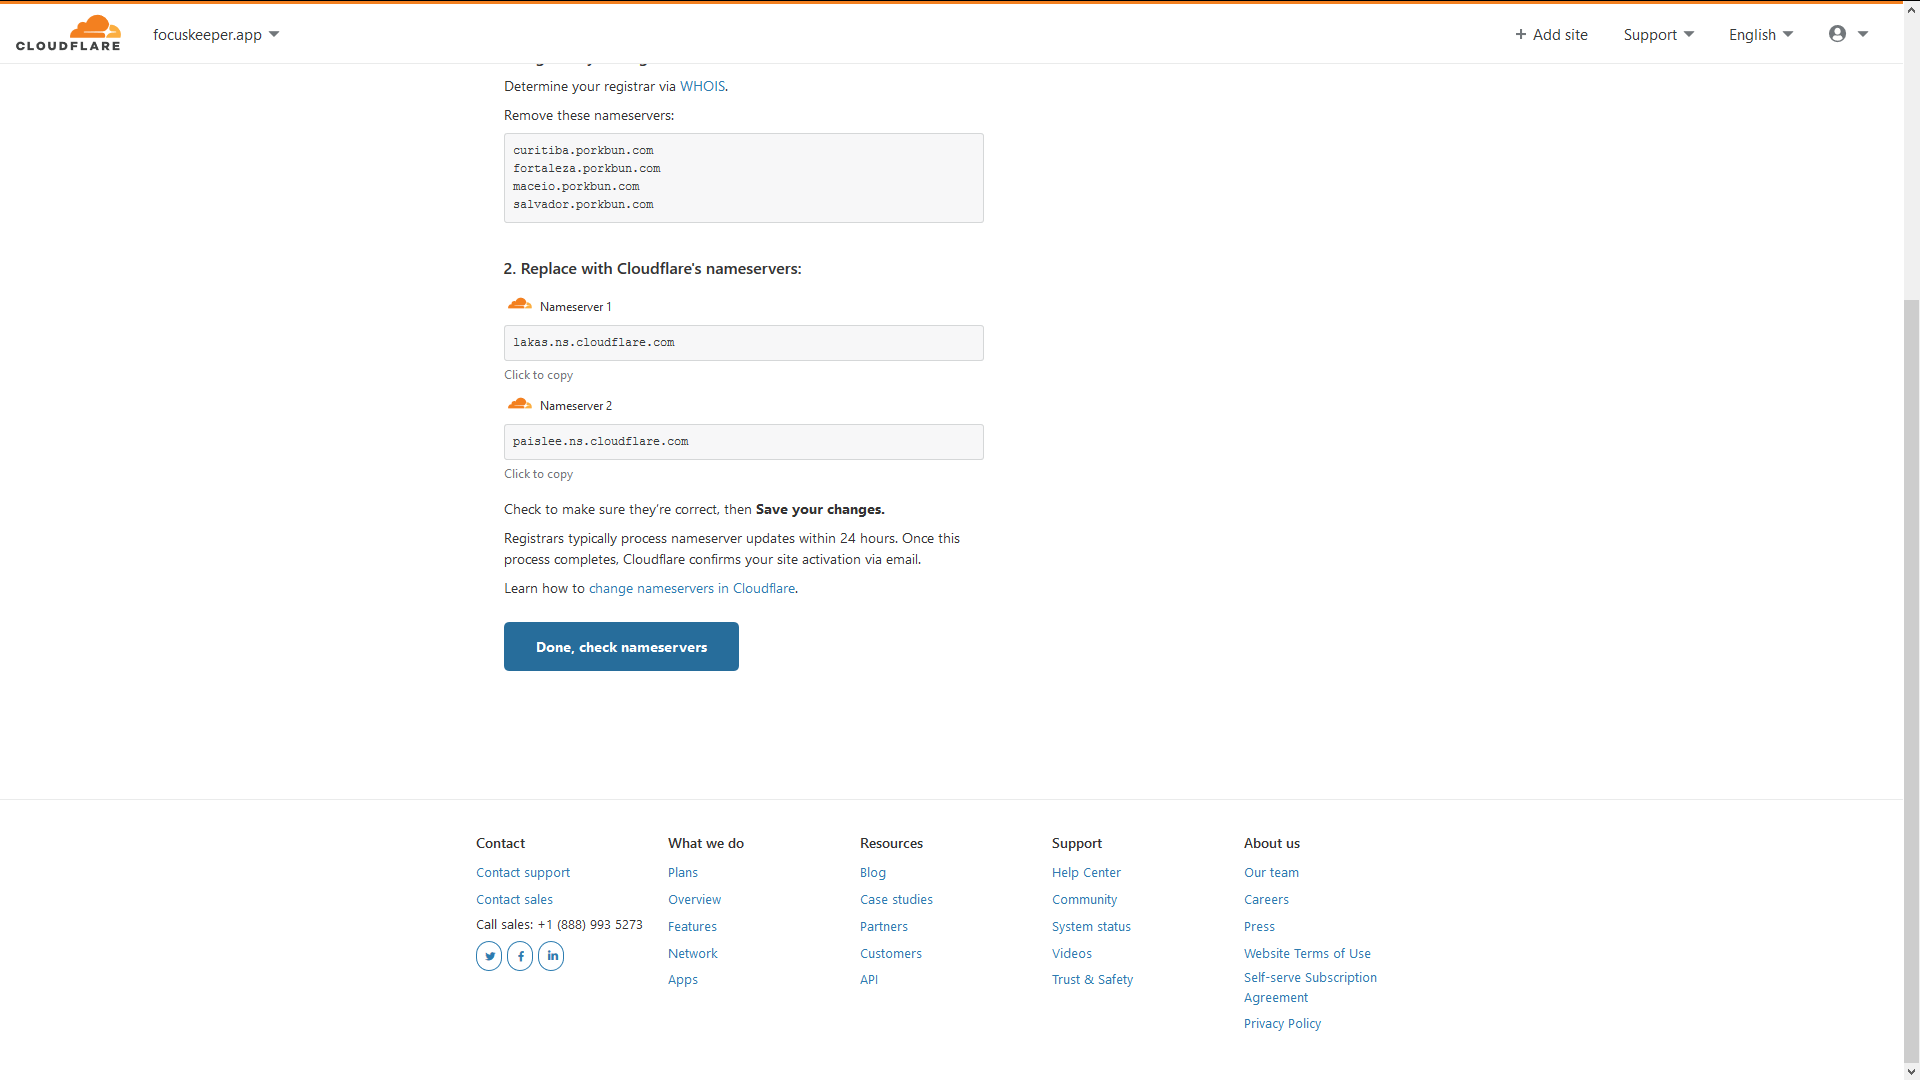 CLOUDFLARE
focuskeeper.app
+ Add site
Support
English
Determine your registrar via WHOIS.
Remove these nameservers:
curitiba.porkbun.com
fortaleza.porkbun.com
maceio.porkbun.com
salvador.porkbun.com
2. Replace with Cloudflare's nameservers:
Nameserver 1
lakas.ns.cloudflare.com
Click to copy
Nameserver 2
paislee.ns.cloudflare.com
Click to copy
Check to make sure they're correct, then Save your changes.
Registrars typically process nameserver updates within 24 hours. Once this
process completes, Cloudflare confirms your site activation via email.
Learn how to change nameservers in Cloudflare.
Done, check nameservers
Contact
Contact support
Contact sales
Call sales: +1 (888) 993 5273
What we do
Plans
Overview
Features
Network
Apps
Resources
Blog
Case studies
Partners
Customers
API
Support
Help Center
Community
System status
Videos
Trust & Safety
About us
Our team
Careers
Press
Website Terms of Use
Self-serve Subscription
Agreement
Privacy Policy